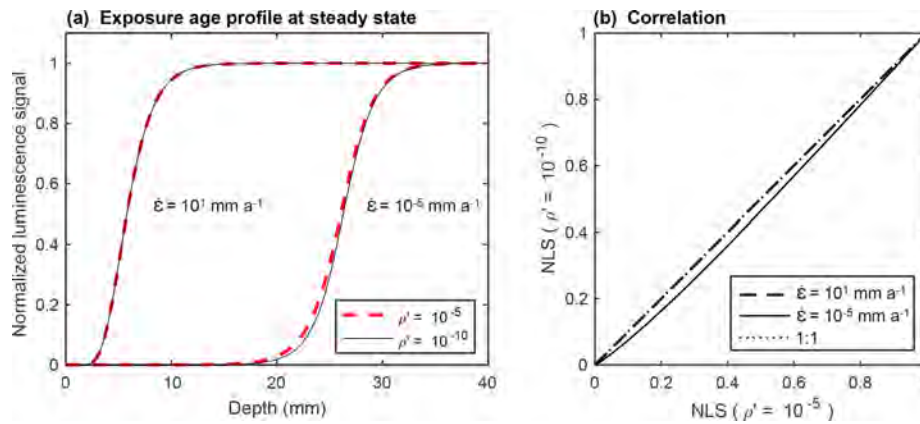 (a) Exposure age profile at steady state
Normalized luminescence signal
1
0.8
0.6
0.4
0.2
0
ε̇ = 10¹ mm a⁻¹
ε̇ = 10⁻⁵ mm a⁻¹
ρ' = 10⁻⁵
ρ' = 10⁻¹⁰
0 10 20 30 40
Depth (mm)
(b) Correlation
NLS ( ρ' = 10⁻¹⁰ )
1
0.8
0.6
0.4
0.2
0
ε̇ = 10¹ mm a⁻¹
ε̇ = 10⁻⁵ mm a⁻¹
1:1
0 0.2 0.4 0.6 0.8
NLS ( ρ' = 10⁻⁵ )